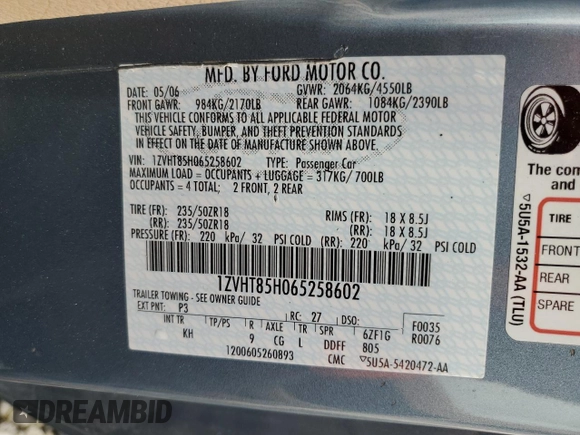 MFD. BY FORD MOTOR CO.
DATE: 05/06 GVWR: 2064KG/4550LB
FRONT GAWR: 984KG/2170LB REAR GAWR: 1084KG/2390LB
THIS VEHICLE CONFORMS TO ALL APPLICABLE FEDERAL MOTOR
VEHICLE SAFETY, BUMPER, AND THEFT PREVENTION STANDARDS
IN EFFECT ON THE DATE OF MANUFACTURE SHOWN ABOVE.
VIN: 1ZVHT85H065258602 TYPE: Passenger Car
MAXIMUM LOAD = OCCUPANTS + LUGGAGE = 317KG/ 700LB
OCCUPANTS = 4 TOTAL; 2 FRONT, 2 REAR
TIRE (FR): 235/50ZR18 RIMS (FR): 18 X 8.5J
(RR): 235/50ZR18 (RR): 18 X 8.5J
PRESSURE (FR): 220 kPa/ 32 PSI COLD (RR): 220 kPa/ 32 PSI COLD
1ZVHT85H065258602
TRAILER TOWING - SEE OWNER GUIDE
EXT PNT: P3 RC: 27 F0035
INT TR TP/PS R AXLE TR SPR 6ZF1G R0076
KH 9 CG L DDFF 805
1200605260893 CMC ▽5U5A-5420472-AA
The com
and
▽5U5A-1532-AA (TLU)
TIRE
FRONT
REAR
SPARE
DREAMBID